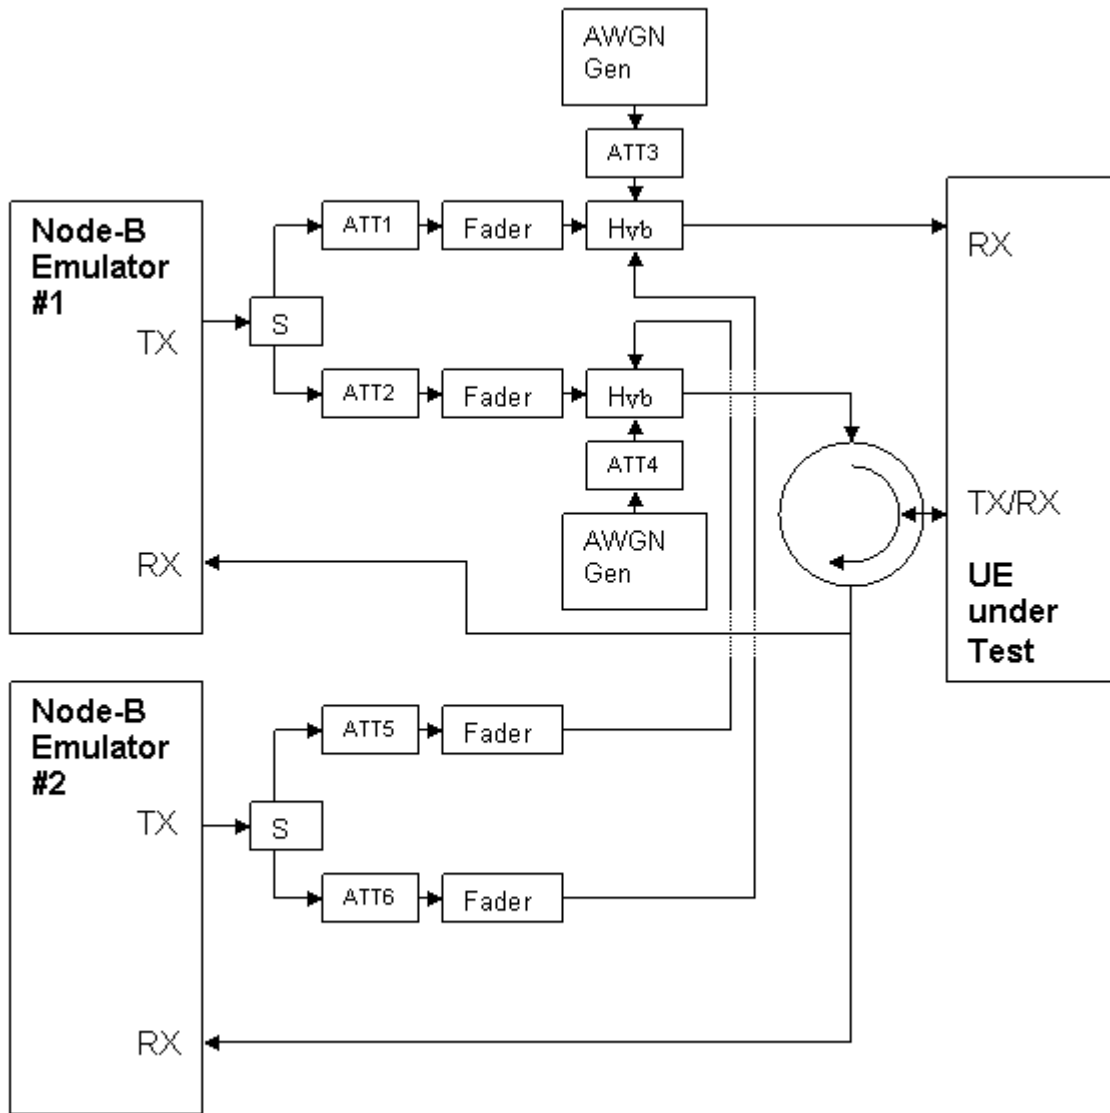 AWGN
Gen
ATT3
Node-B
Emulator
#1
TX
RX
S
ATT1
Fader
Hyb
RX
ATT2
Fader
Hyb
ATT4
AWGN
Gen
TX/RX
UE
under
Test
Node-B
Emulator
#2
TX
RX
S
ATT5
Fader
ATT6
Fader